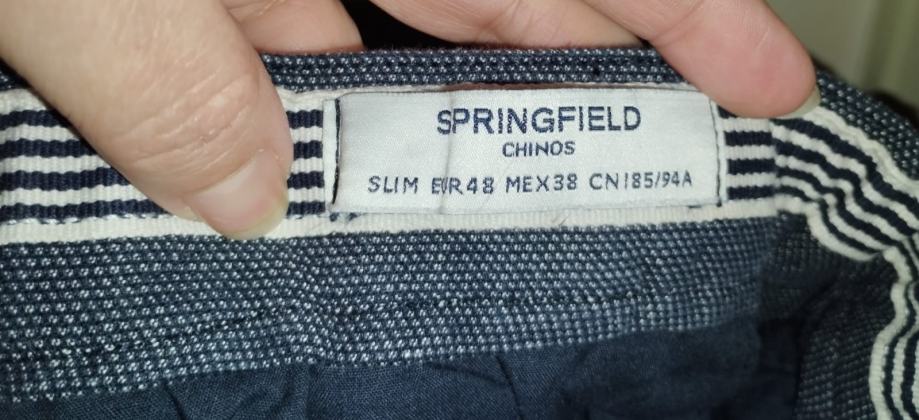 SPRINGFIELD
CHINOS
SLIM EUR48 MEX38 CN185/94A